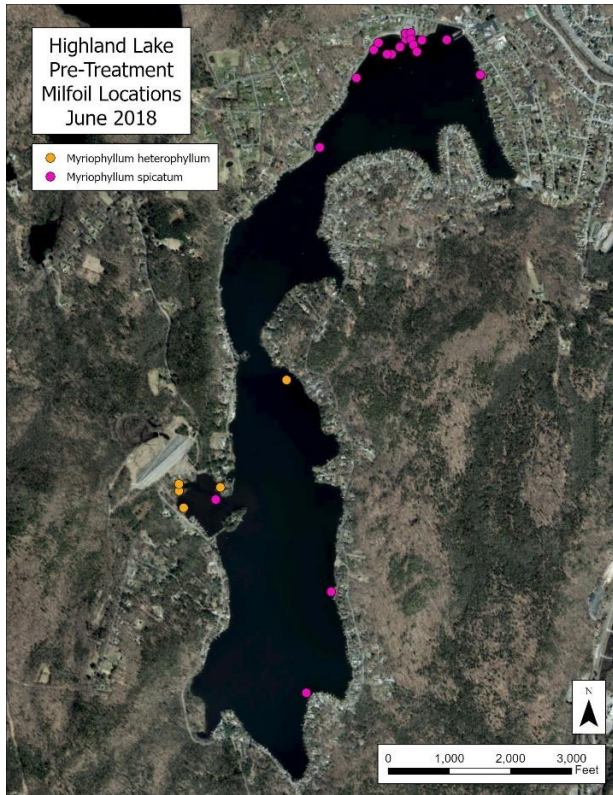 Highland Lake
Pre-Treatment
Milfoil Locations
June 2018
Myriophyllum heterophyllum
Myriophyllum spicatum
N
0 1,000 2,000 3,000
Feet